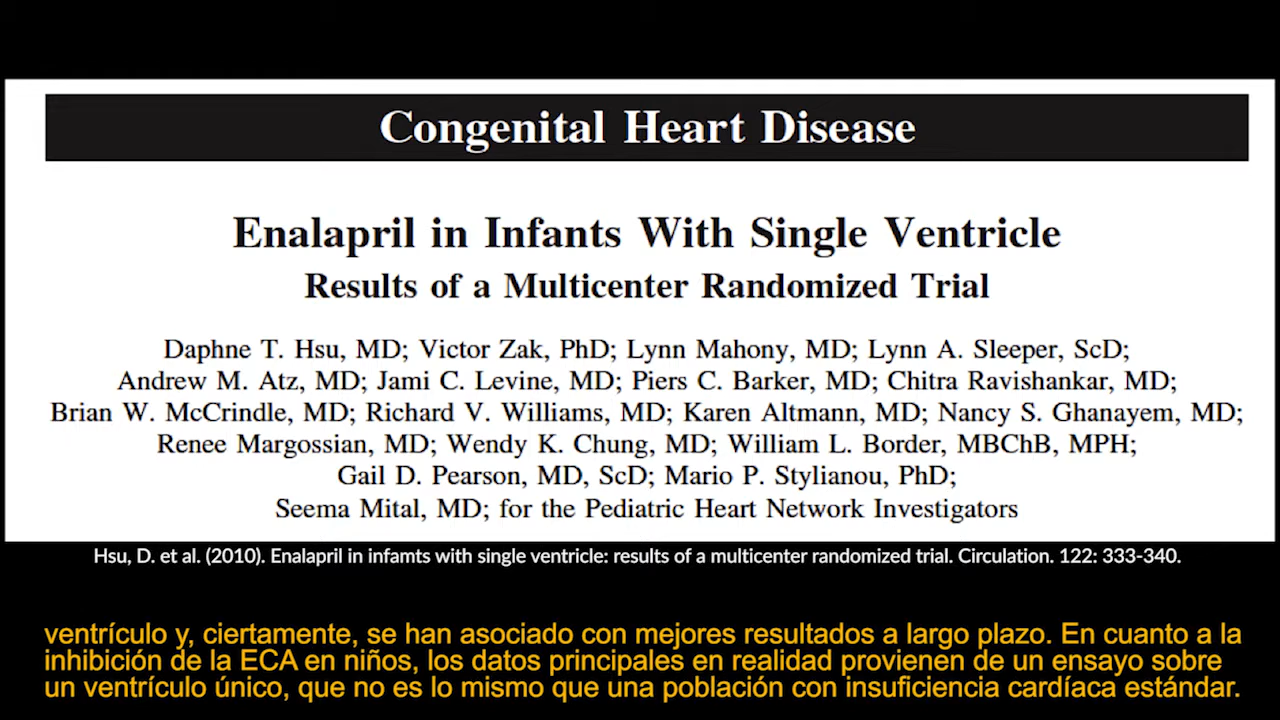 Congenital Heart Disease
Enalapril in Infants With Single Ventricle
Results of a Multicenter Randomized Trial
Daphne T. Hsu, MD; Victor Zak, PhD; Lynn Mahony, MD; Lynn A. Sleeper, ScD;
Andrew M. Atz, MD; Jami C. Levine, MD; Piers C. Barker, MD; Chitra Ravishankar, MD;
Brian W. McCrindle, MD; Richard V. Williams, MD; Karen Altmann, MD; Nancy S. Ghanayem, MD;
Renee Margossian, MD; Wendy K. Chung, MD; William L. Border, MBChB, MPH;
Gail D. Pearson, MD, ScD; Mario P. Stylianou, PhD;
Seema Mital, MD; for the Pediatric Heart Network Investigators
Hsu, D. et al. (2010). Enalapril in infamts with single ventricle: results of a multicenter randomized trial. Circulation. 122: 333-340.
ventrículo y, ciertamente, se han asociado con mejores resultados a largo plazo. En cuanto a la
inhibición de la ECA en niños, los datos principales en realidad provienen de un ensayo sobre
un ventrículo único, que no es lo mismo que una población con insuficiencia cardíaca estándar.